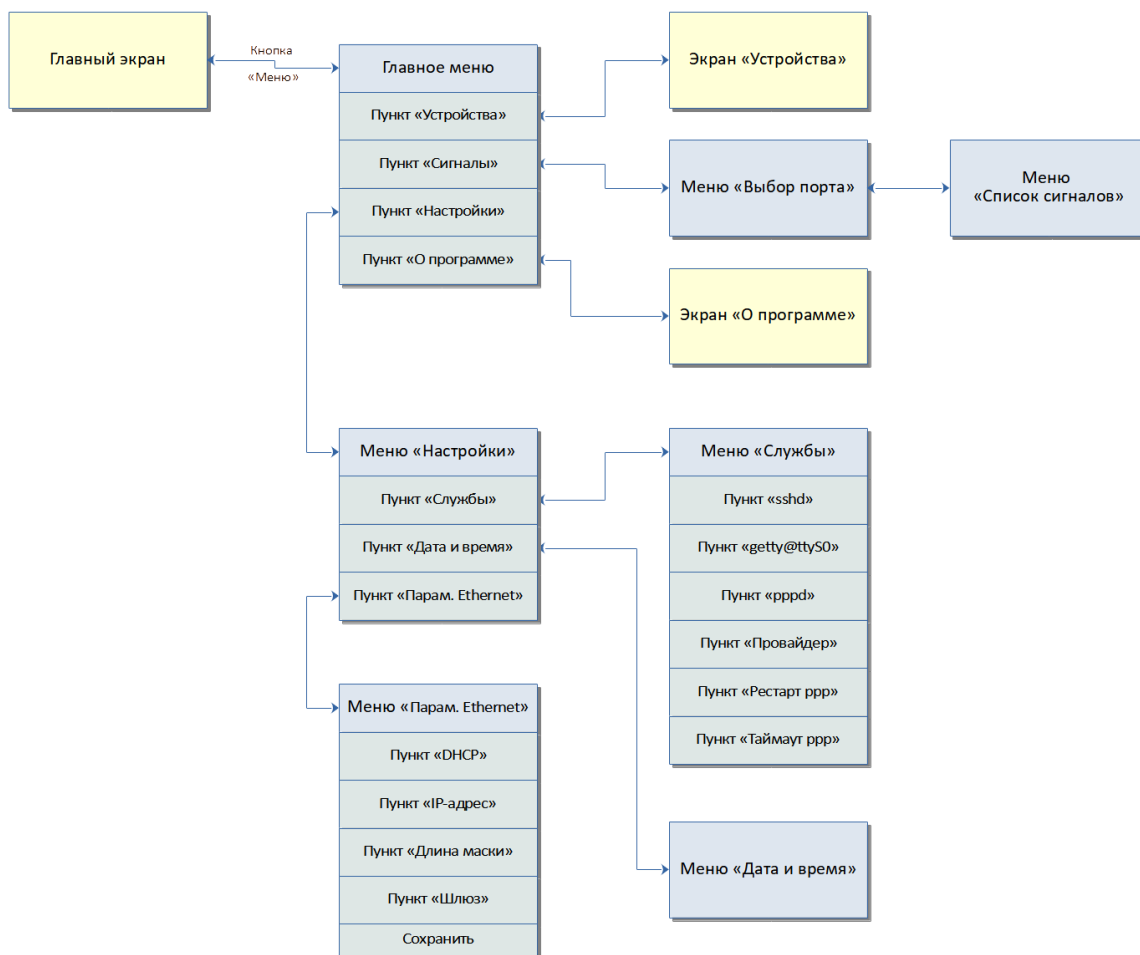 Главный экран
Кнопка
«Меню»
Главное меню
Пункт «Устройства»
Пункт «Сигналы»
Пункт «Настройки»
Пункт «О программе»
Экран «Устройства»
Меню «Выбор порта»
Меню
«Список сигналов»
Экран «О программе»
Меню «Настройки»
Пункт «Службы»
Пункт «Дата и время»
Пункт «Парам. Ethernet»
Меню «Службы»
Пункт «sshd»
Пункт «getty@ttyS0»
Пункт «pppd»
Пункт «Провайдер»
Пункт «Рестарт ppp»
Пункт «Таймаут ppp»
Меню «Парам. Ethernet»
Пункт «DHCP»
Пункт «IP-адрес»
Пункт «Длина маски»
Пункт «Шлюз»
Сохранить
Меню «Дата и время»